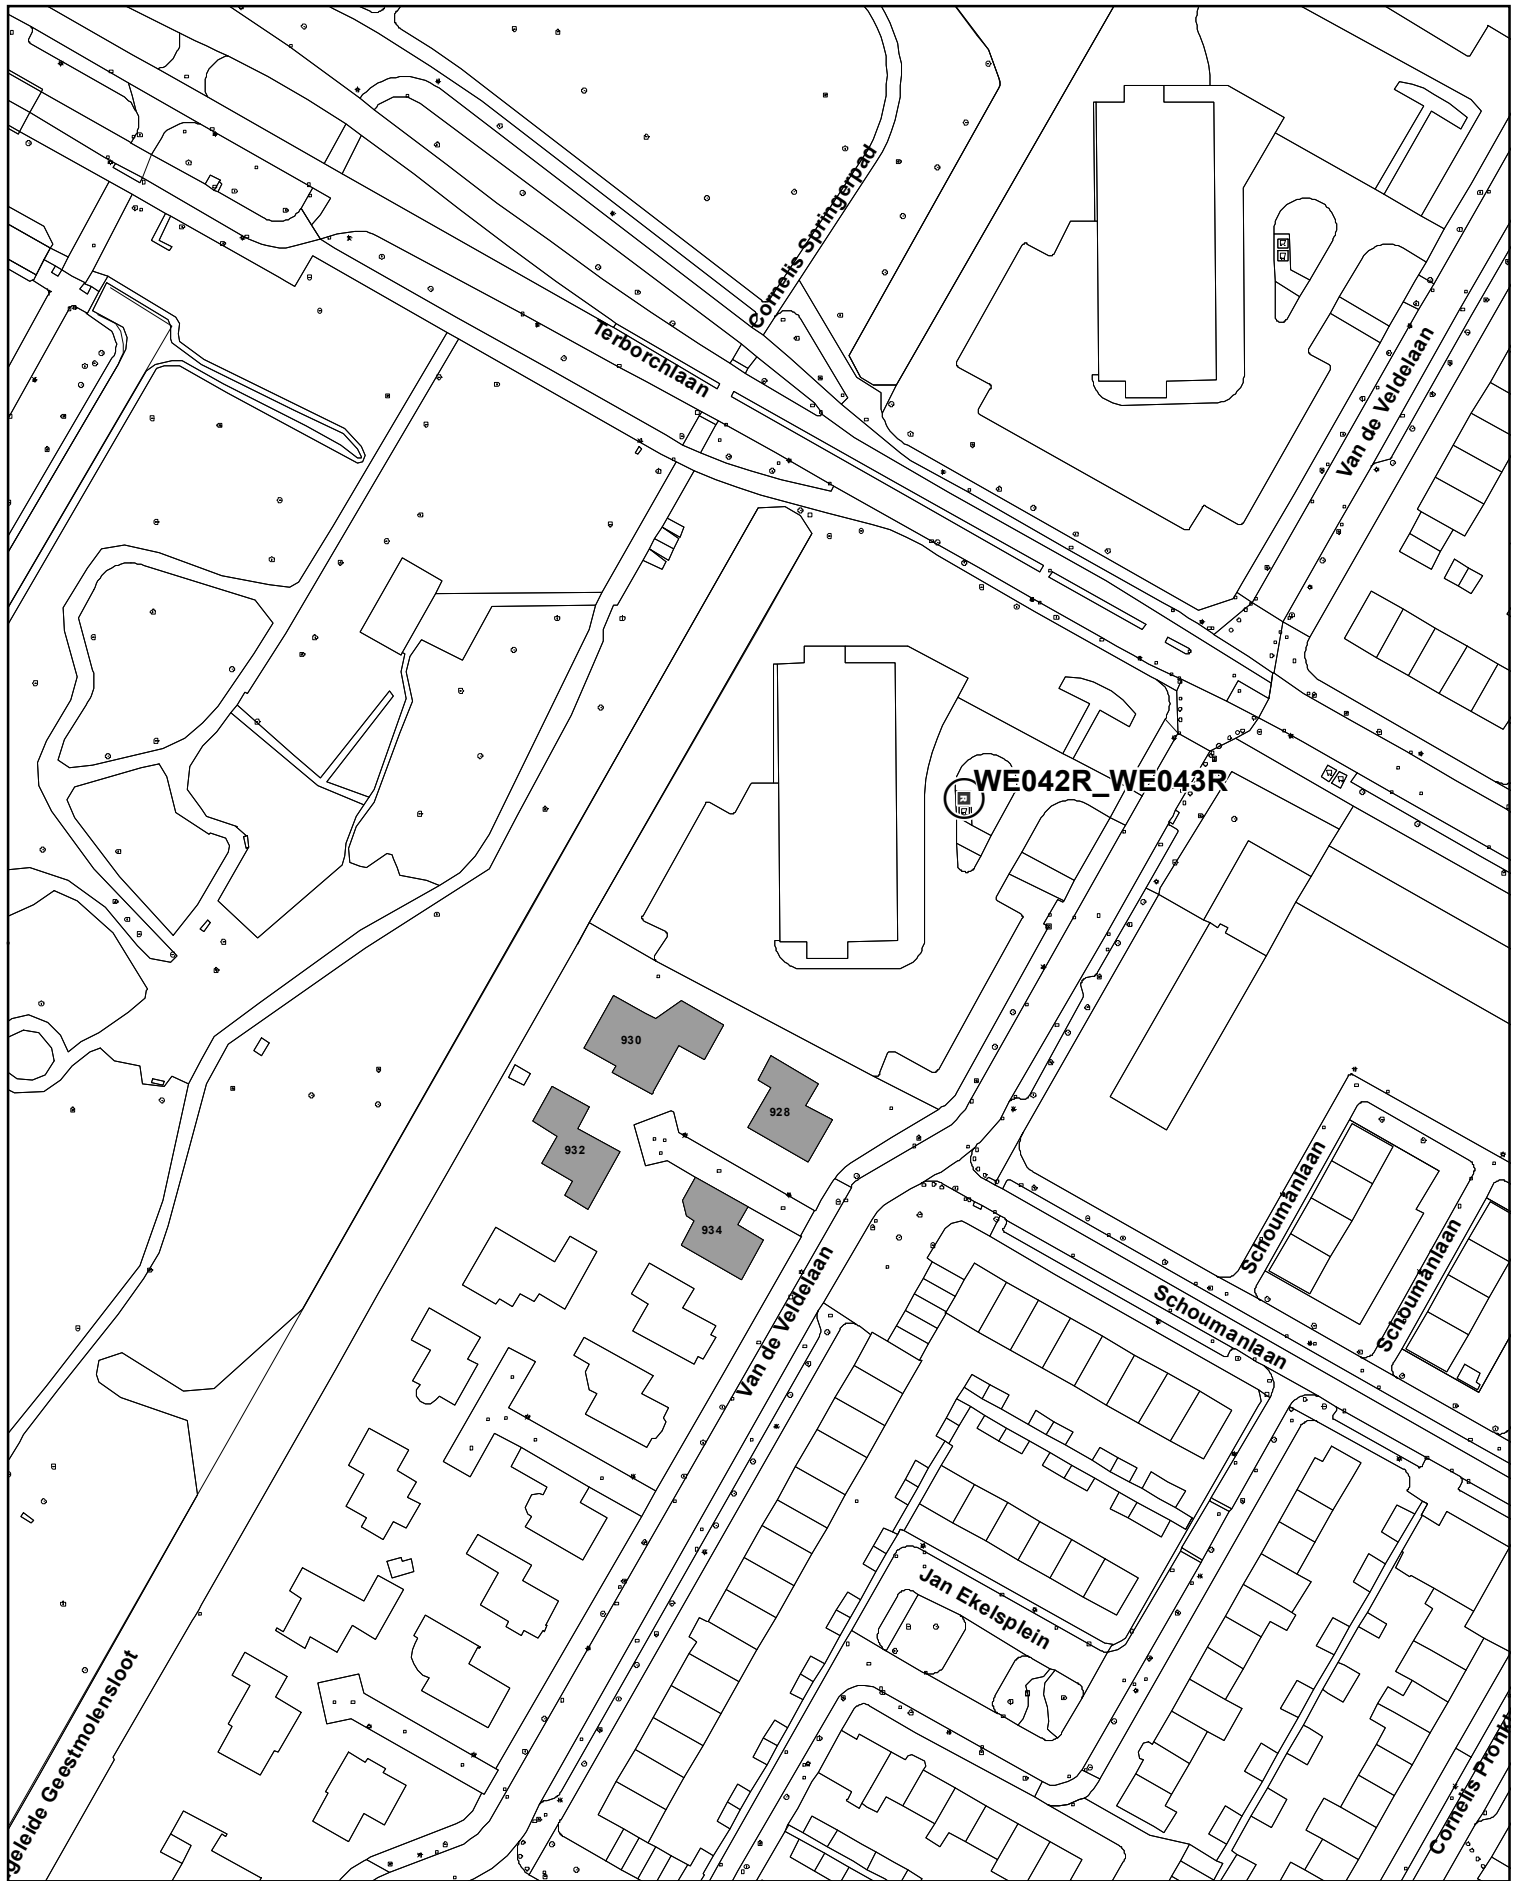 Cornelis Springerpad
Terborchlaan
Van de Veldelaan
WE042R_WE043R
930
928
932
934
Schoumanlaan
Schoumanlaan
Schoumanlaan
Van de Veldelaan
Jan Ekelsplein
geleide Geestmolensloot
Cornelis Pronk